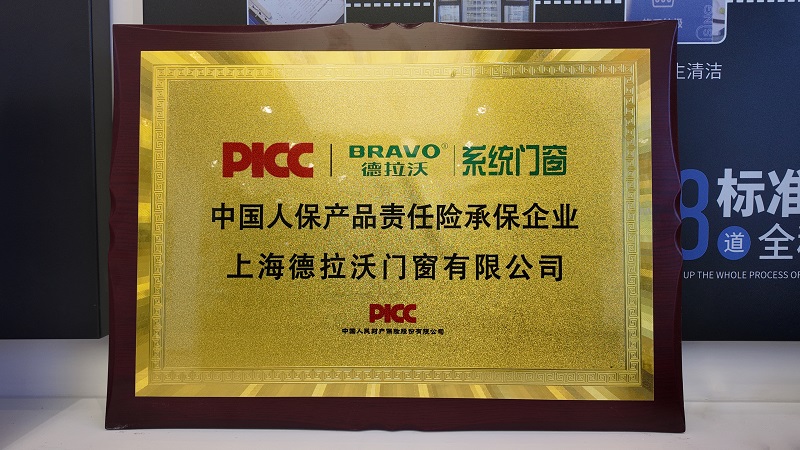 PICC BRAVO® 德拉沃 系统门窗
中国人保产品责任险承保企业
上海德拉沃门窗有限公司
PICC
中国人民财产保险股份有限公司
生清洁
标准
道 全
UP THE WHOLE PROCESS OF